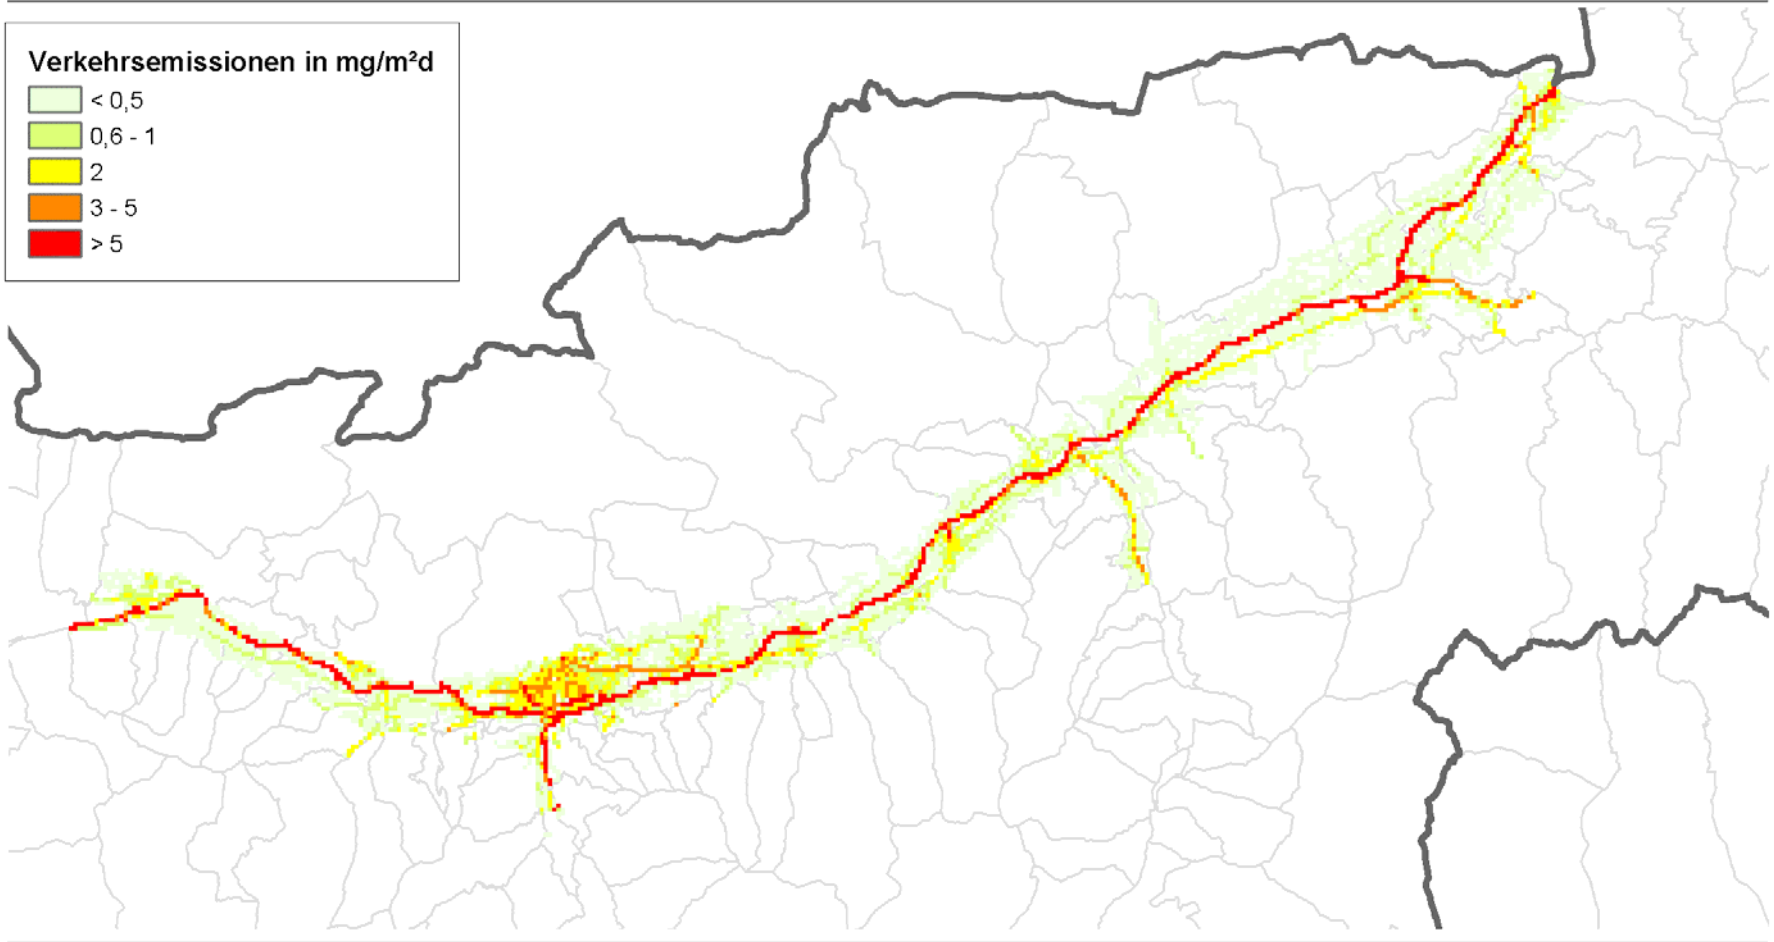 Verkehrsemissionen in mg/m²d
< 0,5
0,6 - 1
2
3 - 5
> 5